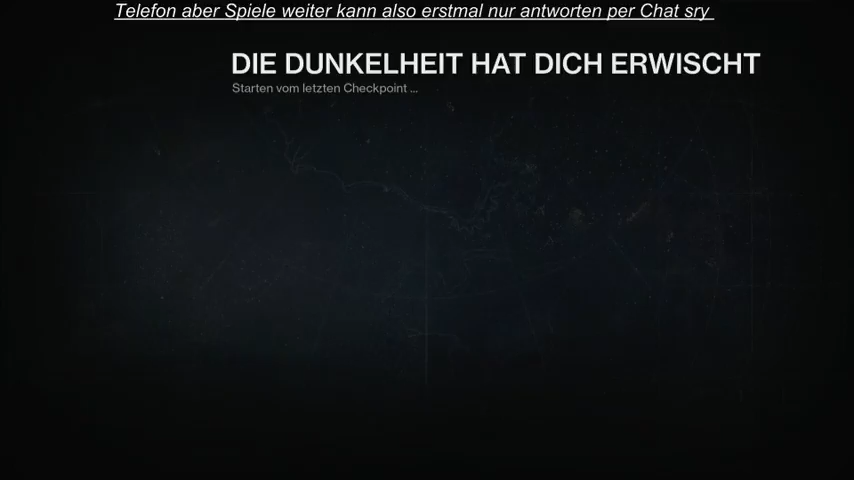 Telefon aber Spiele weiter kann also erstmal nur antworten per Chat sry
DIE DUNKELHEIT HAT DICH ERWISCHT
Starten vom letzten Checkpoint ...